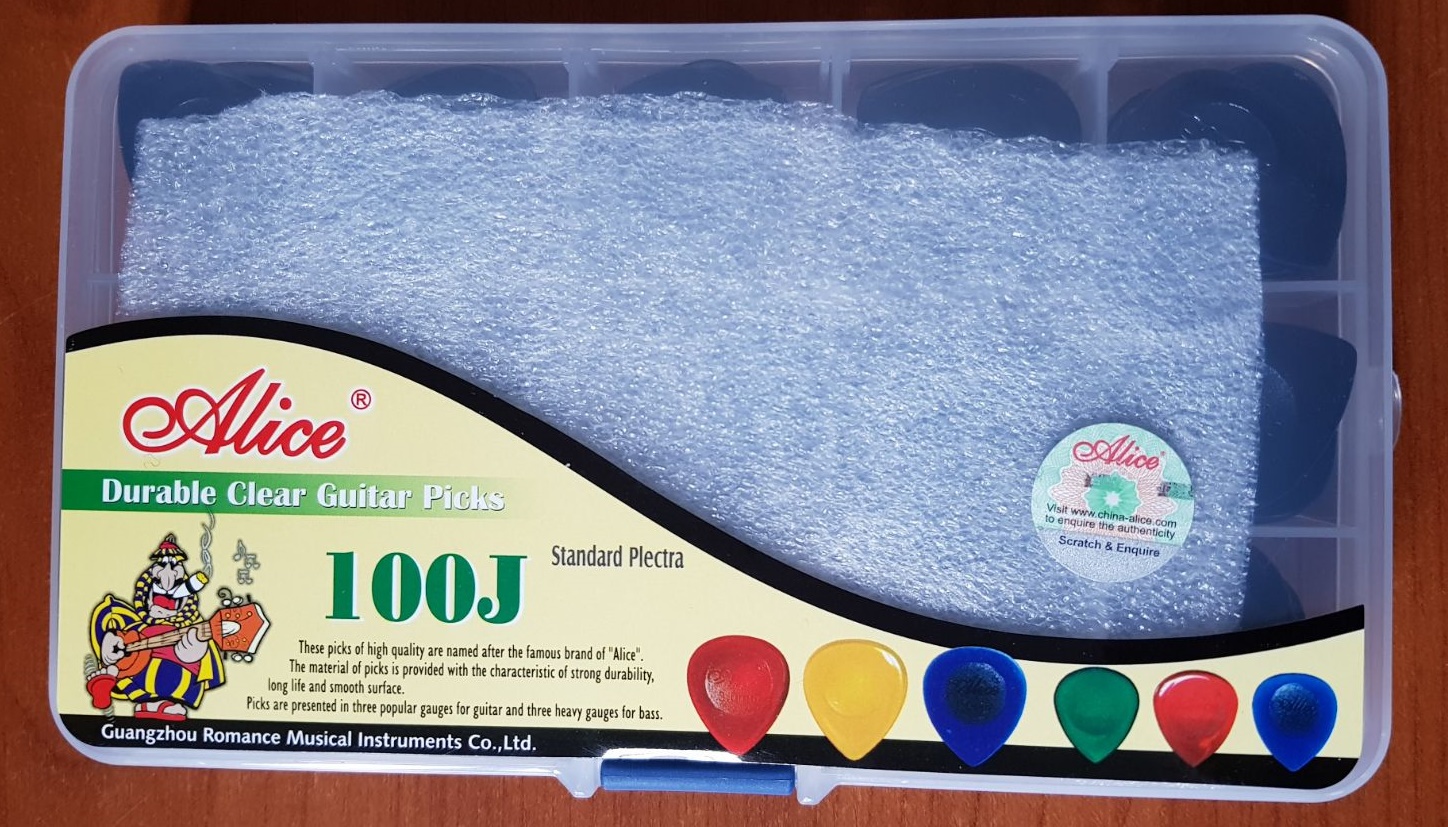 Alice®
Durable Clear Guitar Picks
100J
Standard Plectra
These picks of high quality are named after the famous brand of "Alice".
The material of picks is provided with the characteristic of strong durability,
long life and smooth surface.
Picks are presented in three popular gauges for guitar and three heavy gauges for bass.
Guangzhou Romance Musical Instruments Co.,Ltd.
Alice®
Visit www.china-alice.com
to enquire the authenticity
Scratch & Enquire